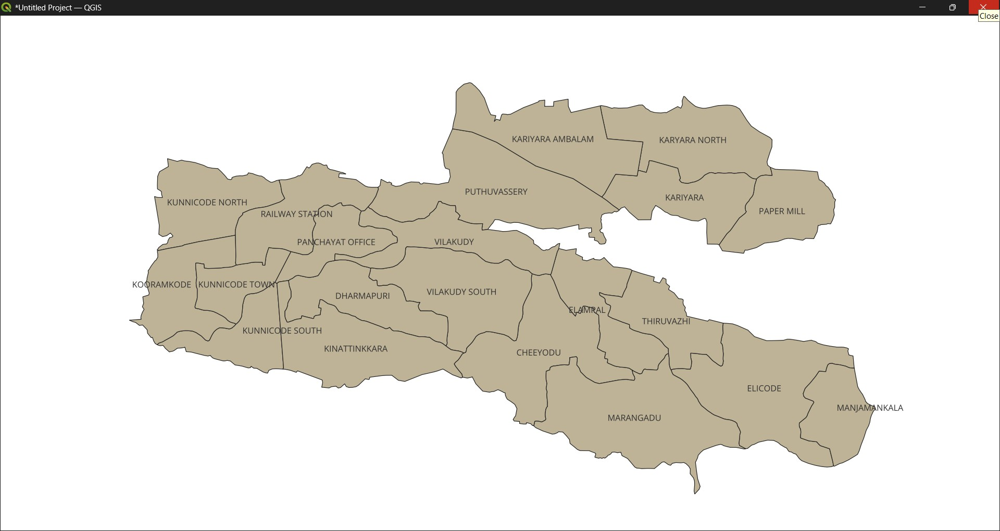 *Untitled Project — QGIS
Close
KARIYARA AMBALAM
KARYARA NORTH
PUTHUVASSERY
KARIYARA
KUNNICODE NORTH
PAPER MILL
RAILWAY STATION
PANCHAYAT OFFICE
VILAKUDY
KOORAMKODE
KUNNICODE TOWN
VILAKUDY SOUTH
DHARMAPURI
ELAMPAL
THIRUVAZHI
KUNNICODE SOUTH
KINATTINKKARA
CHEEYODU
ELICODE
MANJAMANKALA
MARANGADU